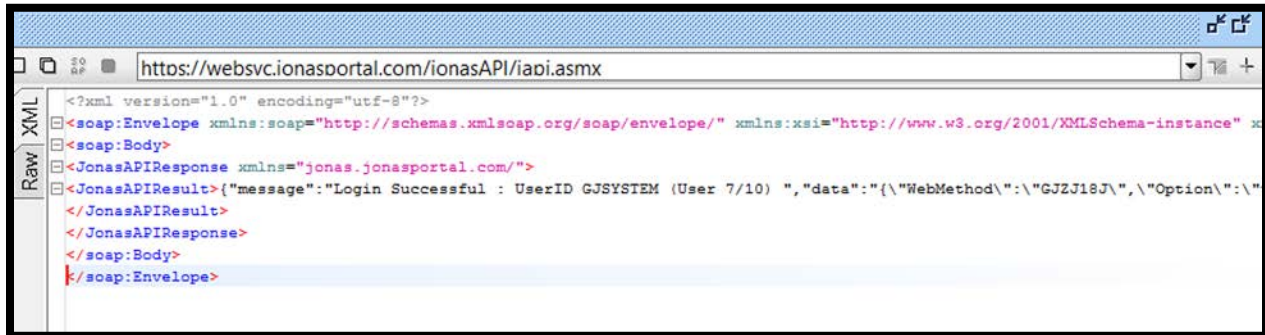 https://websvc.jonasportal.com/jonasAPI/japi.asmx
XML
Raw
<?xml version="1.0" encoding="utf-8"?>
<soap:Envelope xmlns:soap="http://schemas.xmlsoap.org/soap/envelope/" xmlns:xsi="http://www.w3.org/2001/XMLSchema-instance" x
<soap:Body>
<JonasAPIResponse xmlns="jonas.jonasportal.com/">
<JonasAPIResult>{"message":"Login Successful : UserID GJSYSTEM (User 7/10) ","data":"{\"WebMethod\":\"GJZJ18J\",\"Option\":\"
</JonasAPIResult>
</JonasAPIResponse>
</soap:Body>
</soap:Envelope>